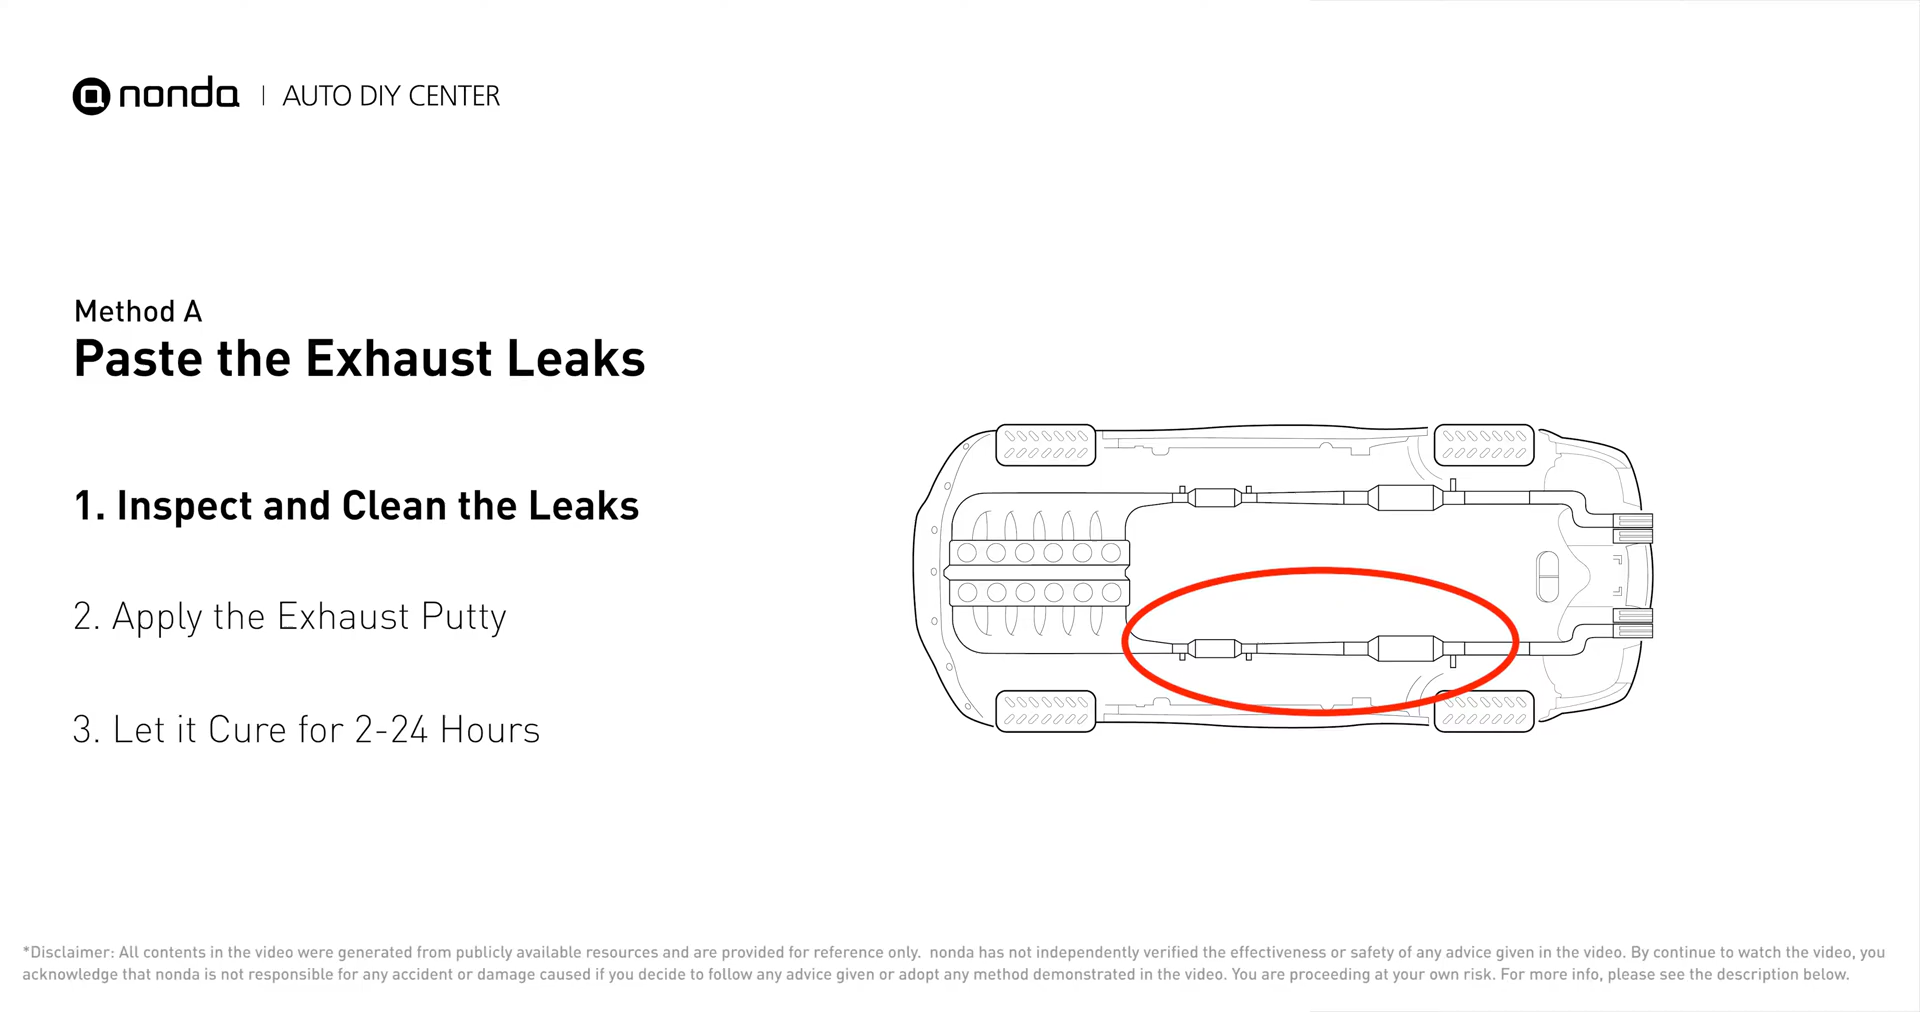 nonda | AUTO DIY CENTER
Method A
Paste the Exhaust Leaks
1. Inspect and Clean the Leaks
2. Apply the Exhaust Putty
3. Let it Cure for 2-24 Hours
*Disclaimer: All contents in the video were generated from publicly available resources and are provided for reference only.  nonda has not independently verified the effectiveness or safety of any advice given in the video. By continue to watch the video, you
acknowledge that nonda is not responsible for any accident or damage caused if you decide to follow any advice given or adopt any method demonstrated in the video. You are proceeding at your own risk. For more info, please see the description below.